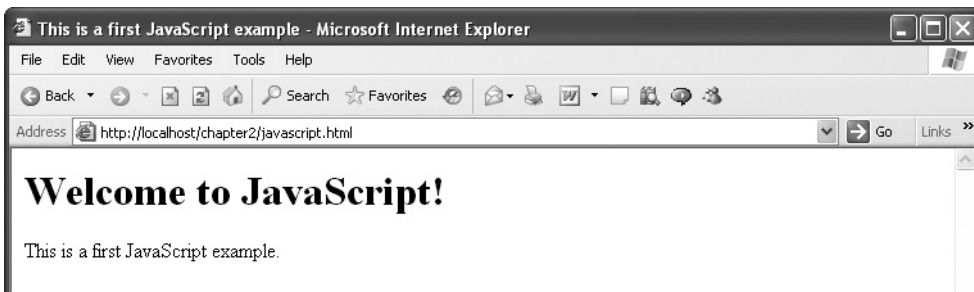 This is a first JavaScript example - Microsoft Internet Explorer
File Edit View Favorites Tools Help
Back Search Favorites
Address http://localhost/chapter2/javascript.html Go Links »
Welcome to JavaScript!
This is a first JavaScript example.